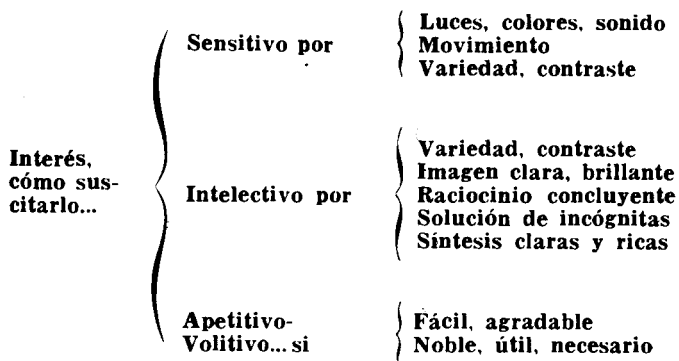 Interés,
cómo sus-
citarlo...
Sensitivo por
Luces, colores, sonido
Movimiento
Variedad, contraste
Intelectivo por
Variedad, contraste
Imagen clara, brillante
Raciocinio concluyente
Solución de incógnitas
Síntesis claras y ricas
Apetitivo-
Volitivo... si
Fácil, agradable
Noble, útil, necesario